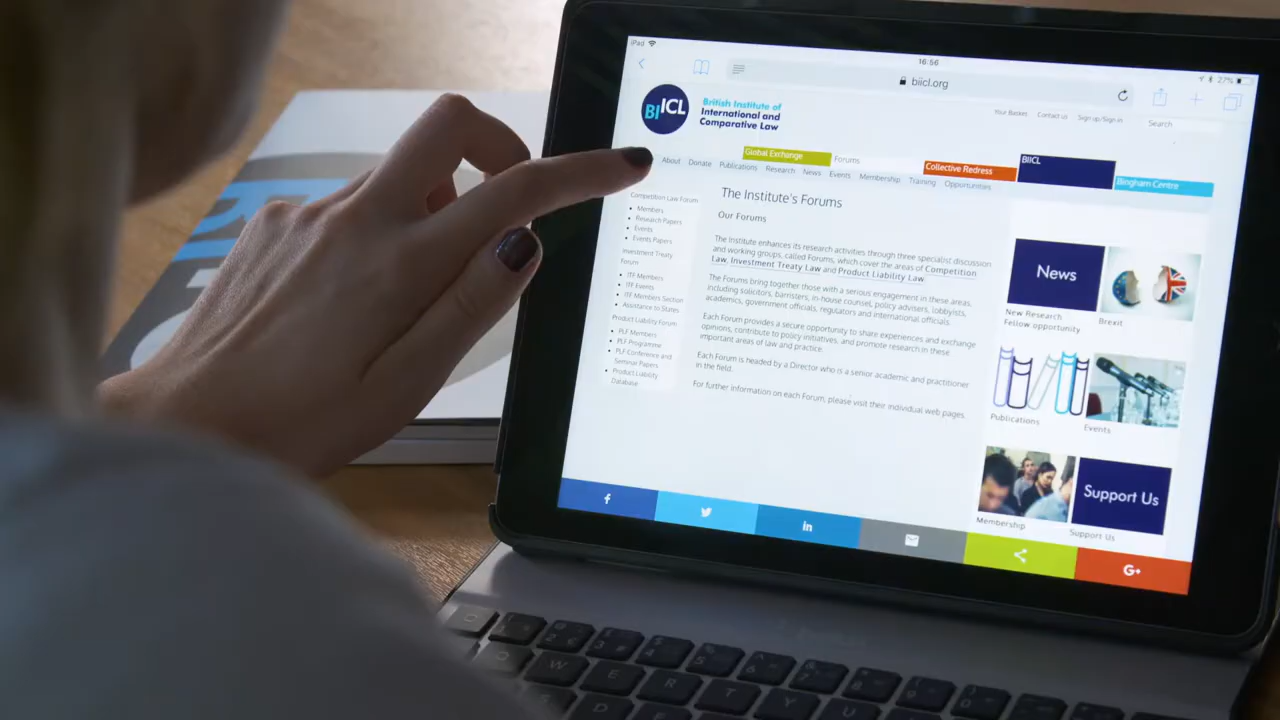 iPad
16:56
27%
biicl.org
BIICL
British Institute of
International and
Comparative Law
Your Basket
Contact us
Sign up/Sign in
Search
Global Exchange
Forums
Collective Redress
BIICL
Bingham Centre
About
Donate
Publications
Research
News
Events
Membership
Training
Opportunities
Competition Law Forum
Members
Research Papers
Events
Events Papers
Investment Treaty
Forum
ITF Members
ITF Events
ITF Members Section
Assistance to States
Product Liability Forum
PLF Members
PLF Programme
PLF Conference and
Seminar Papers
Product Liability
Database
The Institute's Forums
Our Forums
The Institute enhances its research activities through three specialist discussion
and working groups, called Forums, which cover the areas of Competition
Law, Investment Treaty Law and Product Liability Law
The Forums bring together those with a serious engagement in these areas,
including solicitors, barristers, in-house counsel, policy advisers, lobbyists,
academics, government officials, regulators and international officials.
Each Forum provides a secure opportunity to share experiences and exchange
opinions, contribute to policy initiatives, and promote research in these
important areas of law and practice.
Each Forum is headed by a Director who is a senior academic and practitioner
in the field.
For further information on each Forum, please visit their individual web pages.
News
New Research
Fellow opportunity
Brexit
Publications
Events
Membership
Support Us
Support Us
f
in
G+
2
3
4
5
6
7
8
9
0
W
E
R
T
Y
U
D
F